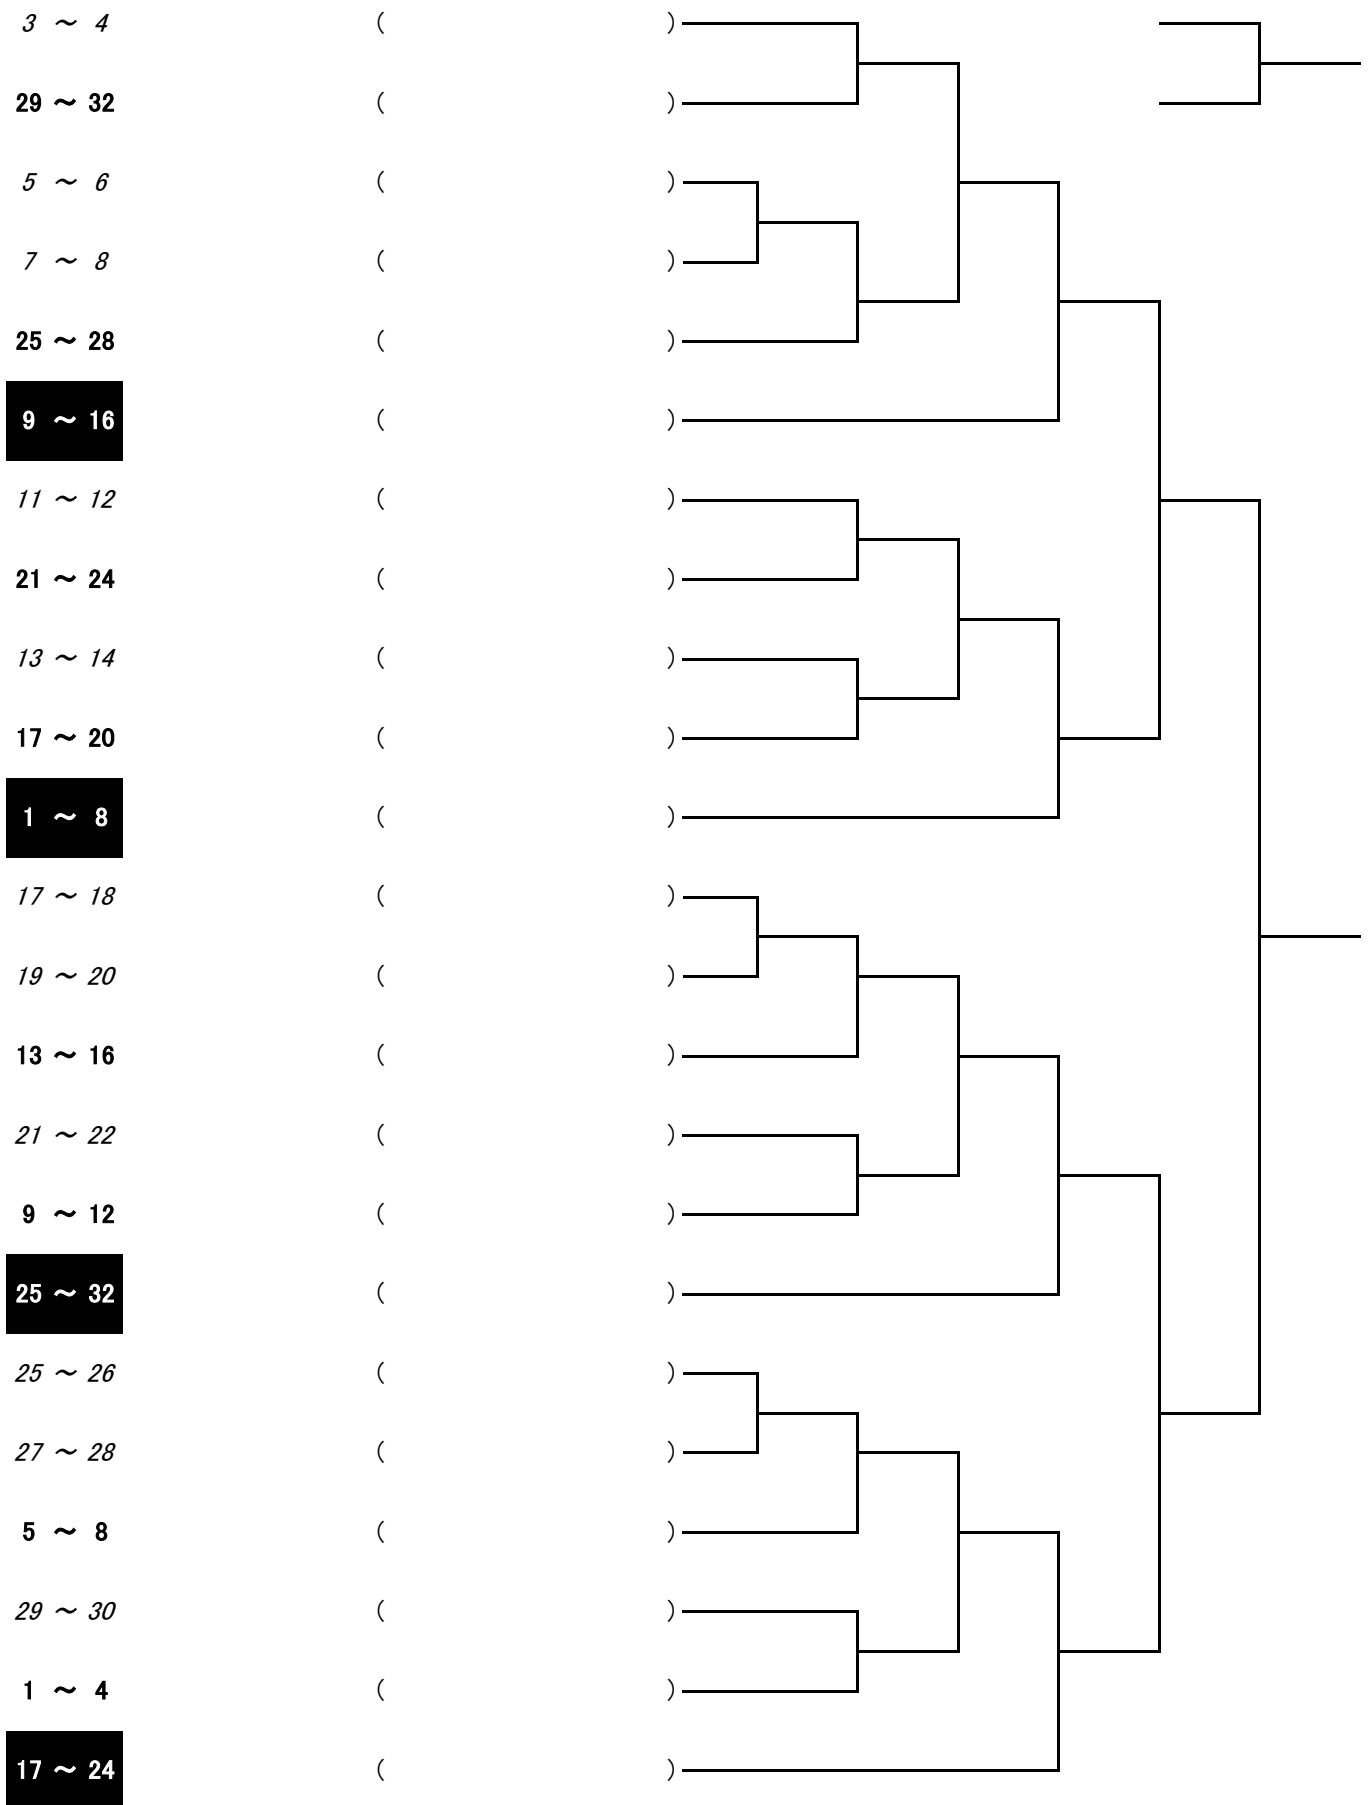 3 ～ 4 ( )
29 ～ 32 ( )
5 ～ 6 ( )
7 ～ 8 ( )
25 ～ 28 ( )
9 ～ 16 ( )
11 ～ 12 ( )
21 ～ 24 ( )
13 ～ 14 ( )
17 ～ 20 ( )
1 ～ 8 ( )
17 ～ 18 ( )
19 ～ 20 ( )
13 ～ 16 ( )
21 ～ 22 ( )
9 ～ 12 ( )
25 ～ 32 ( )
25 ～ 26 ( )
27 ～ 28 ( )
5 ～ 8 ( )
29 ～ 30 ( )
1 ～ 4 ( )
17 ～ 24 ( )